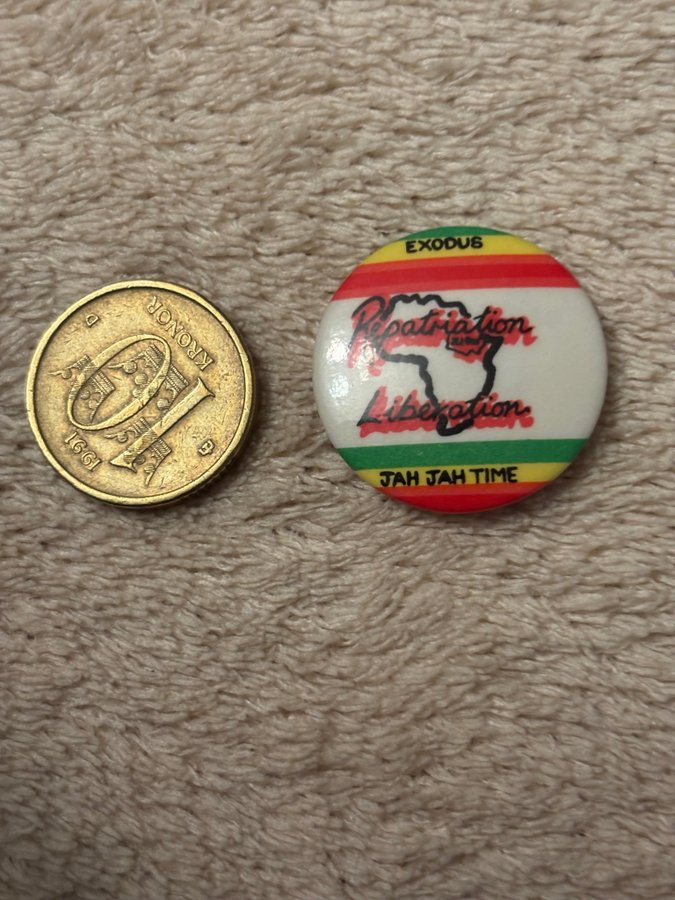 10
KRONOR
1991
D
B
EXODUS
Repatriation
Liberation
JAH JAH TIME